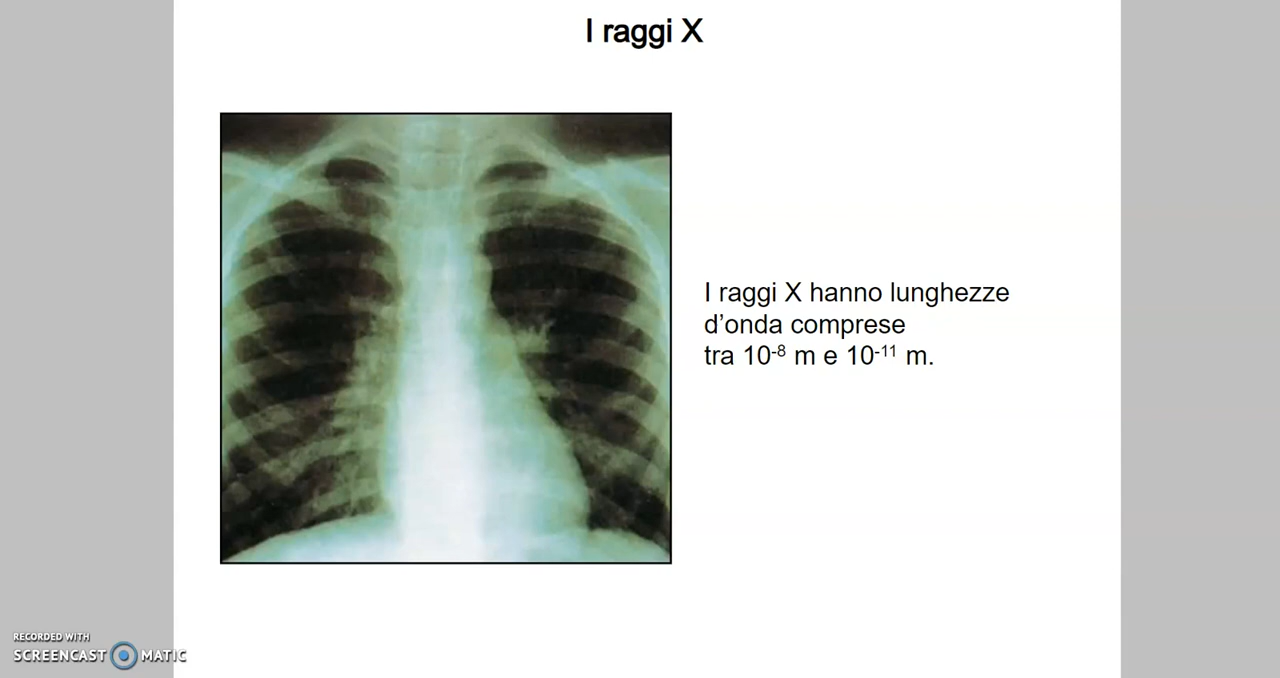 I raggi X
I raggi X hanno lunghezze
d’onda comprese
tra 10⁻⁸ m e 10⁻¹¹ m.
RECORDED WITH
SCREENCAST MATIC